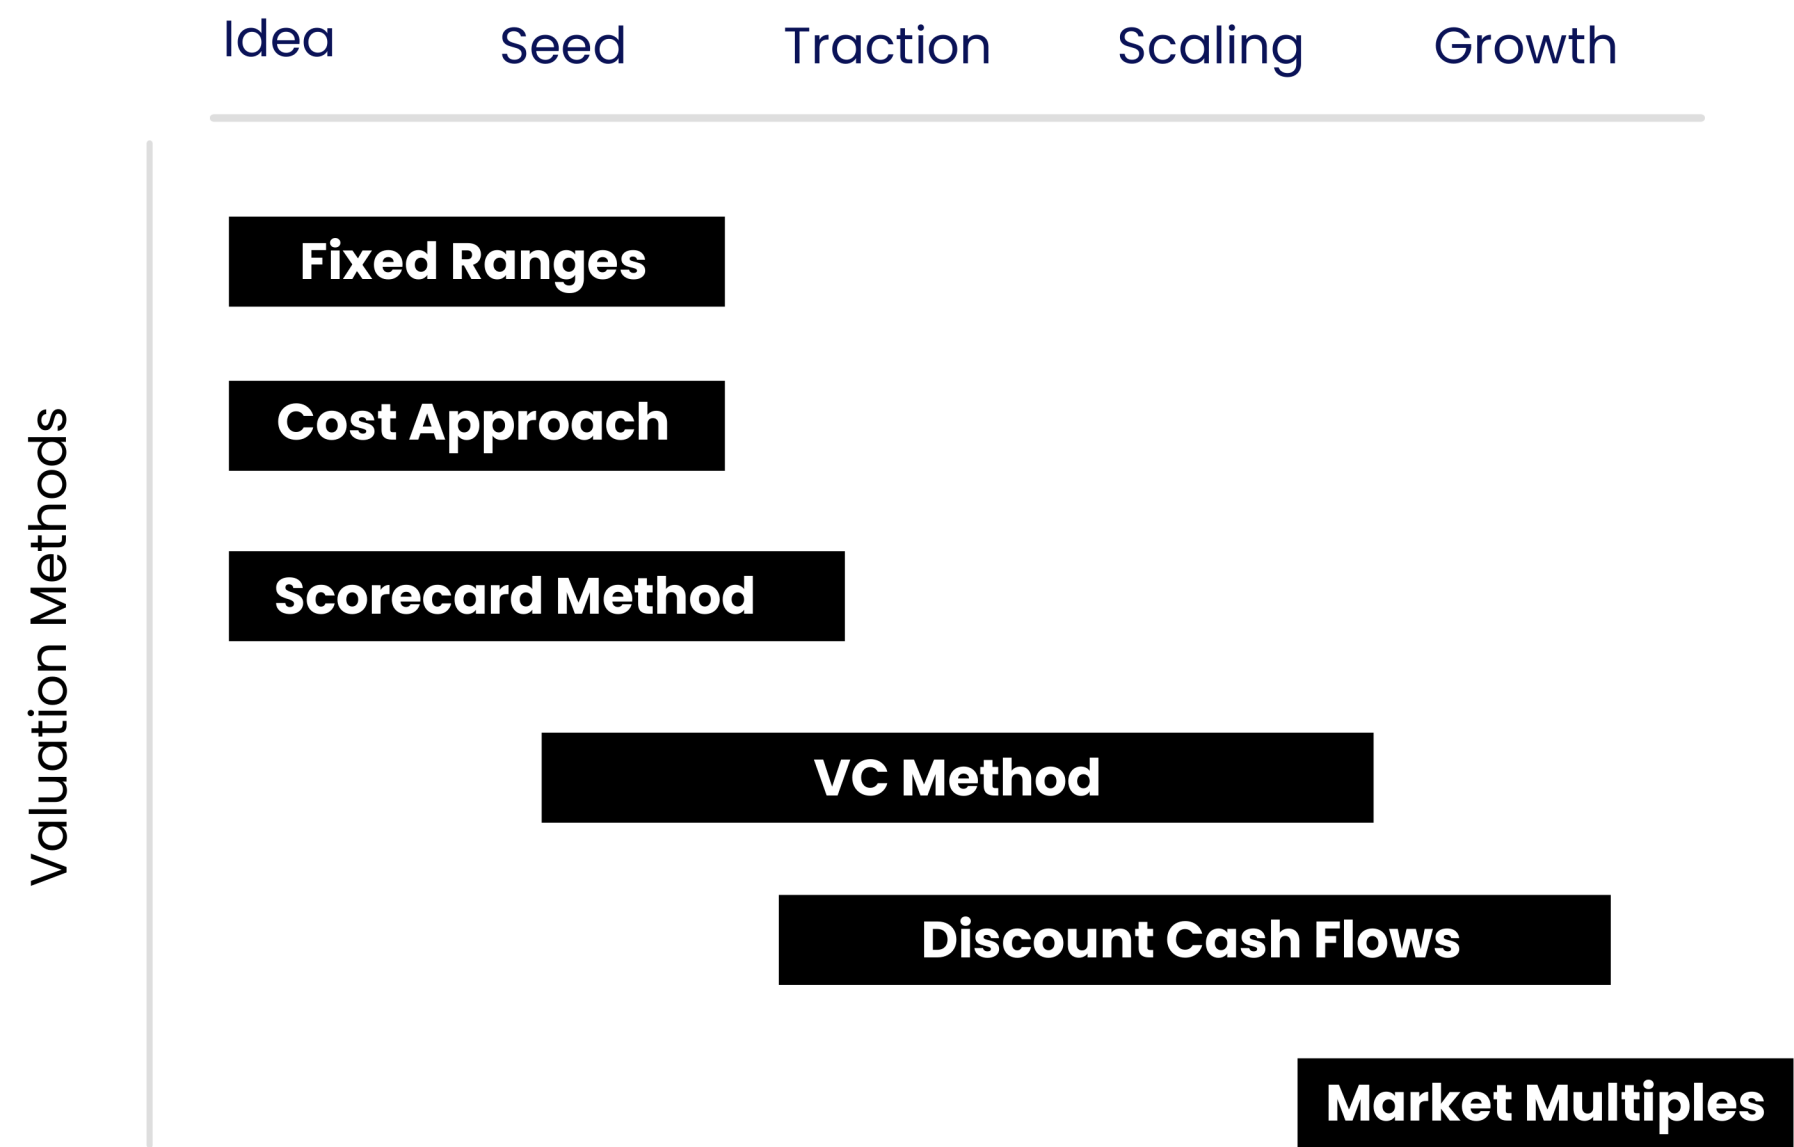 Idea
Seed
Traction
Scaling
Growth
Valuation Methods
Fixed Ranges
Cost Approach
Scorecard Method
VC Method
Discount Cash Flows
Market Multiples